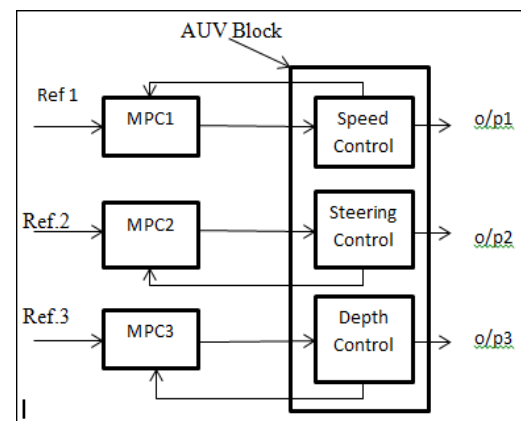 AUV Block
Ref 1
MPC1
Speed
Control
o/p1
Ref.2
MPC2
Steering
Control
o/p2
Ref.3
MPC3
Depth
Control
o/p3